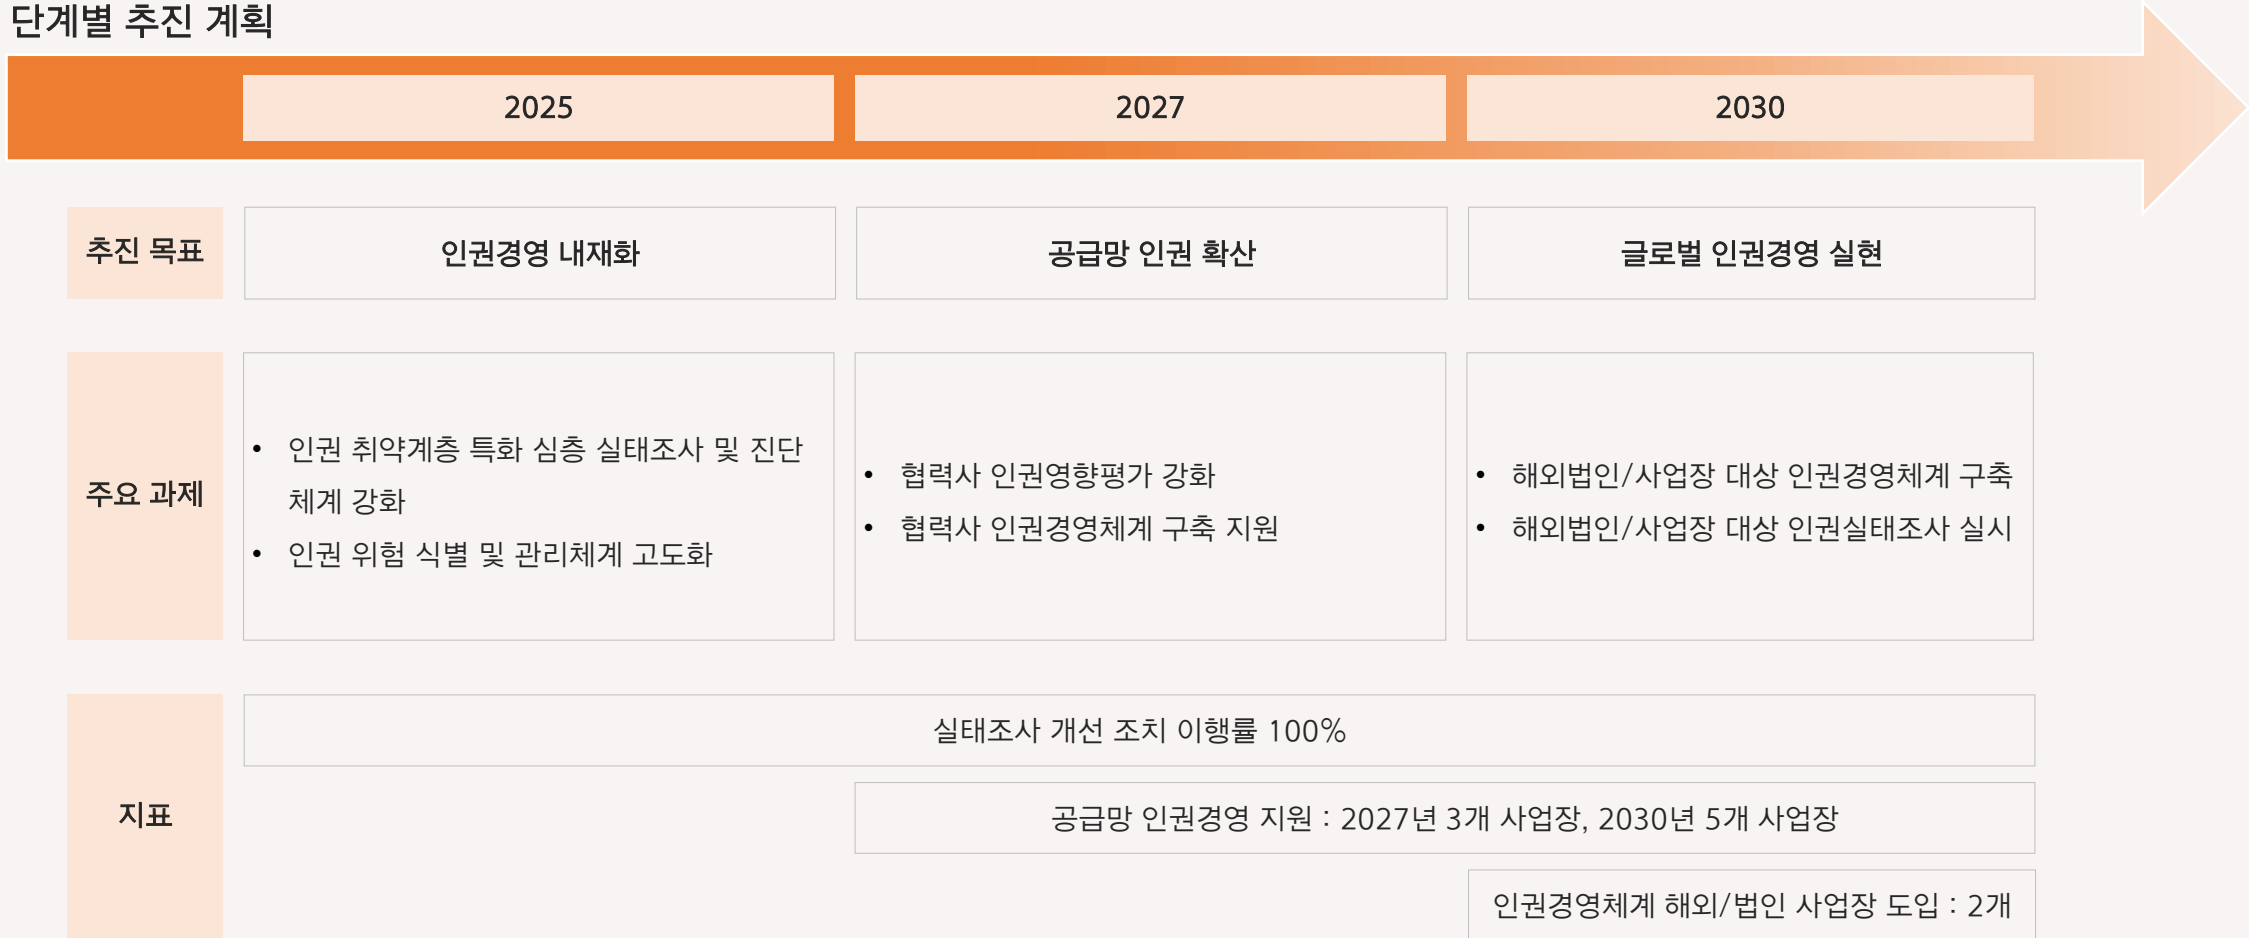 단계별 추진 계획
2025
2027
2030
추진 목표
인권경영 내재화
공급망 인권 확산
글로벌 인권경영 실현
주요 과제
• 인권 취약계층 특화 심층 실태조사 및 진단
체계 강화
• 인권 위험 식별 및 관리체계 고도화
• 협력사 인권영향평가 강화
• 협력사 인권경영체계 구축 지원
• 해외법인/사업장 대상 인권경영체계 구축
• 해외법인/사업장 대상 인권실태조사 실시
지표
실태조사 개선 조치 이행률 100%
공급망 인권경영 지원 : 2027년 3개 사업장, 2030년 5개 사업장
인권경영체계 해외/법인 사업장 도입 : 2개